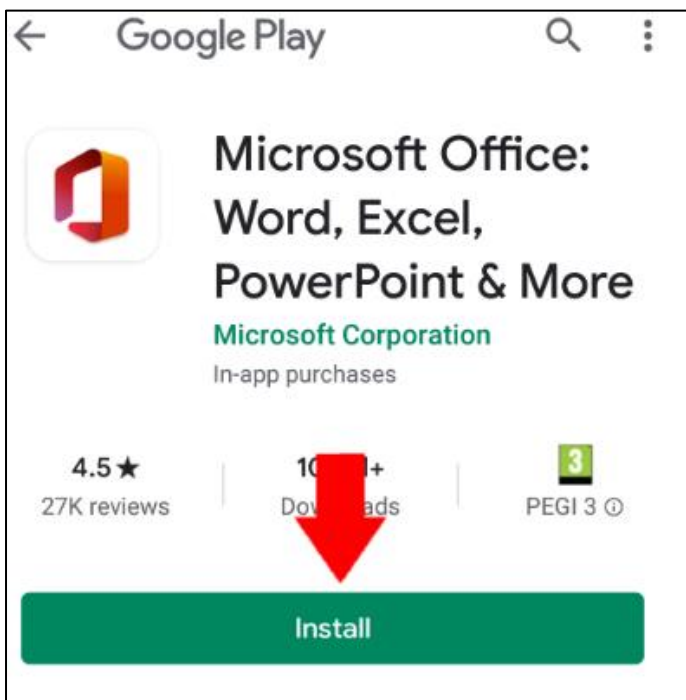 Google Play
Microsoft Office:
Word, Excel,
PowerPoint & More
Microsoft Corporation
In-app purchases
4.5★
27K reviews
3
PEGI 3
Install